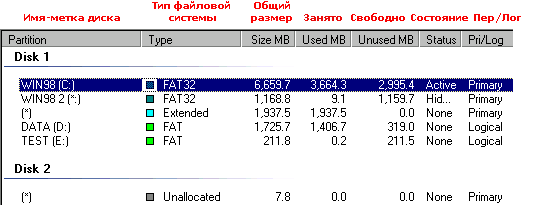 Имя-метка диска Тип файловой системы Общий размер Занято Свободно Состояние Пер/Лог
Partition Type Size MB Used MB Unused MB Status Pri/Log
Disk 1
WIN98 (C:) FAT32 6,659.7 3,664.3 2,995.4 Active Primary
WIN98 2 (*:) FAT32 1,168.8 9.1 1,159.7 Hid... Primary
(*) Extended 1,937.5 1,937.5 0.0 None Primary
DATA (D:) FAT 1,725.7 1,406.7 319.0 None Logical
TEST (E:) FAT 211.8 0.2 211.5 None Logical
Disk 2
(*) Unallocated 7.8 0.0 0.0 None Primary